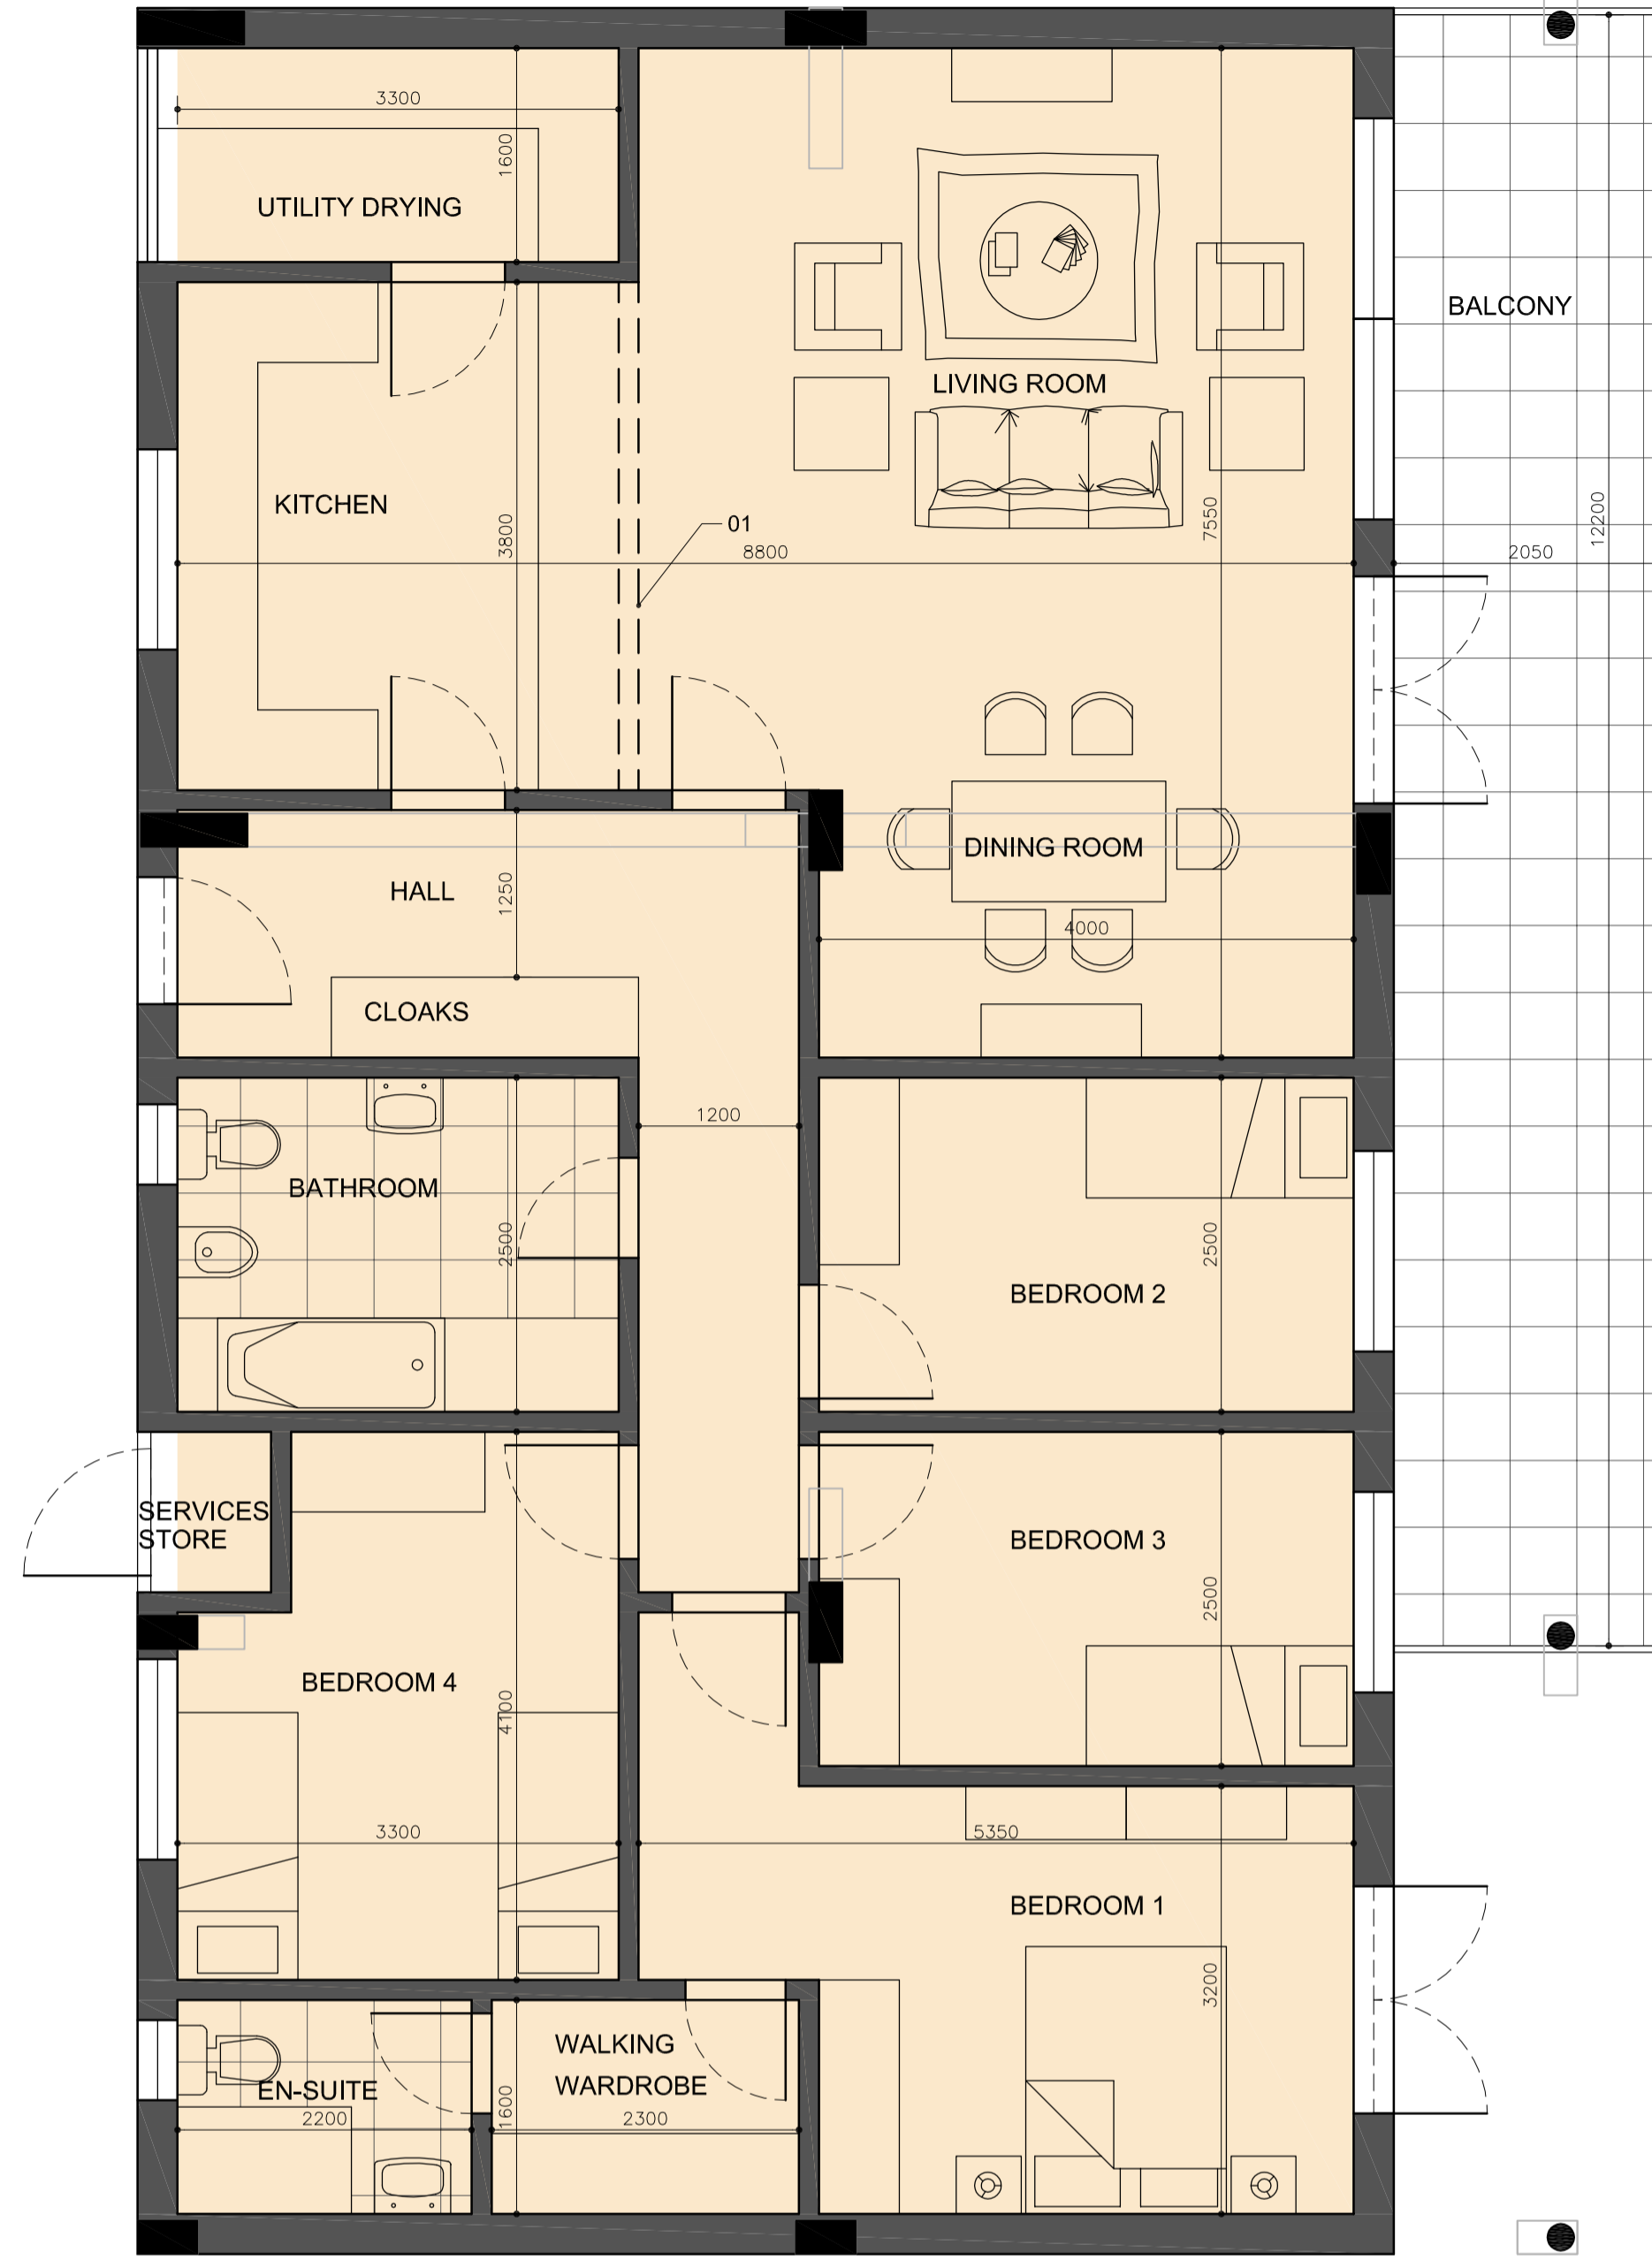 3300
1600
UTILITY DRYING
BALCONY
LIVING ROOM
KITCHEN
01
3800
8800
7550
2050
12200
HALL
1250
DINING ROOM
4000
CLOAKS
1200
BATHROOM
2500
2500
BEDROOM 2
SERVICES
STORE
BEDROOM 3
2500
BEDROOM 4
4100
3300
5350
BEDROOM 1
3200
WALKING
WARDROBE
EN-SUITE
2200
1600
2300